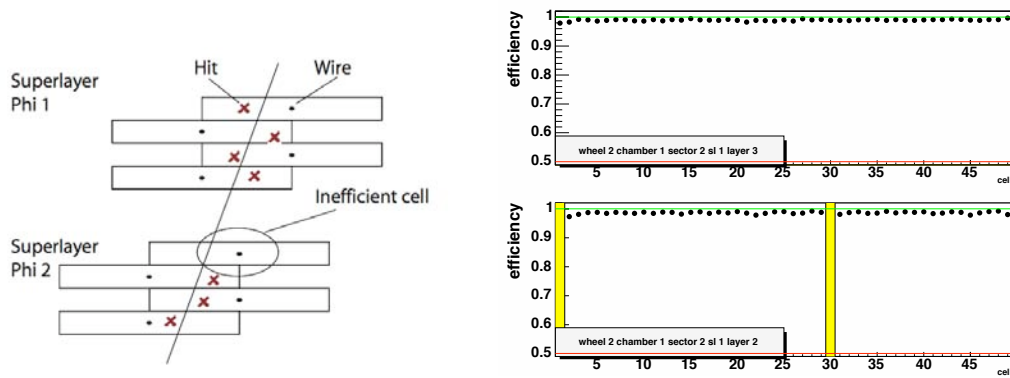 Superlayer
Phi 1
Hit
Wire
Inefficient cell
Superlayer
Phi 2
efficiency
1
0.9
0.8
0.7
0.6
0.5
wheel 2 chamber 1 sector 2 sl 1 layer 3
5 10 15 20 25 30 35 40 45
cel
efficiency
1
0.9
0.8
0.7
0.6
0.5
wheel 2 chamber 1 sector 2 sl 1 layer 2
5 10 15 20 25 30 35 40 45
cell